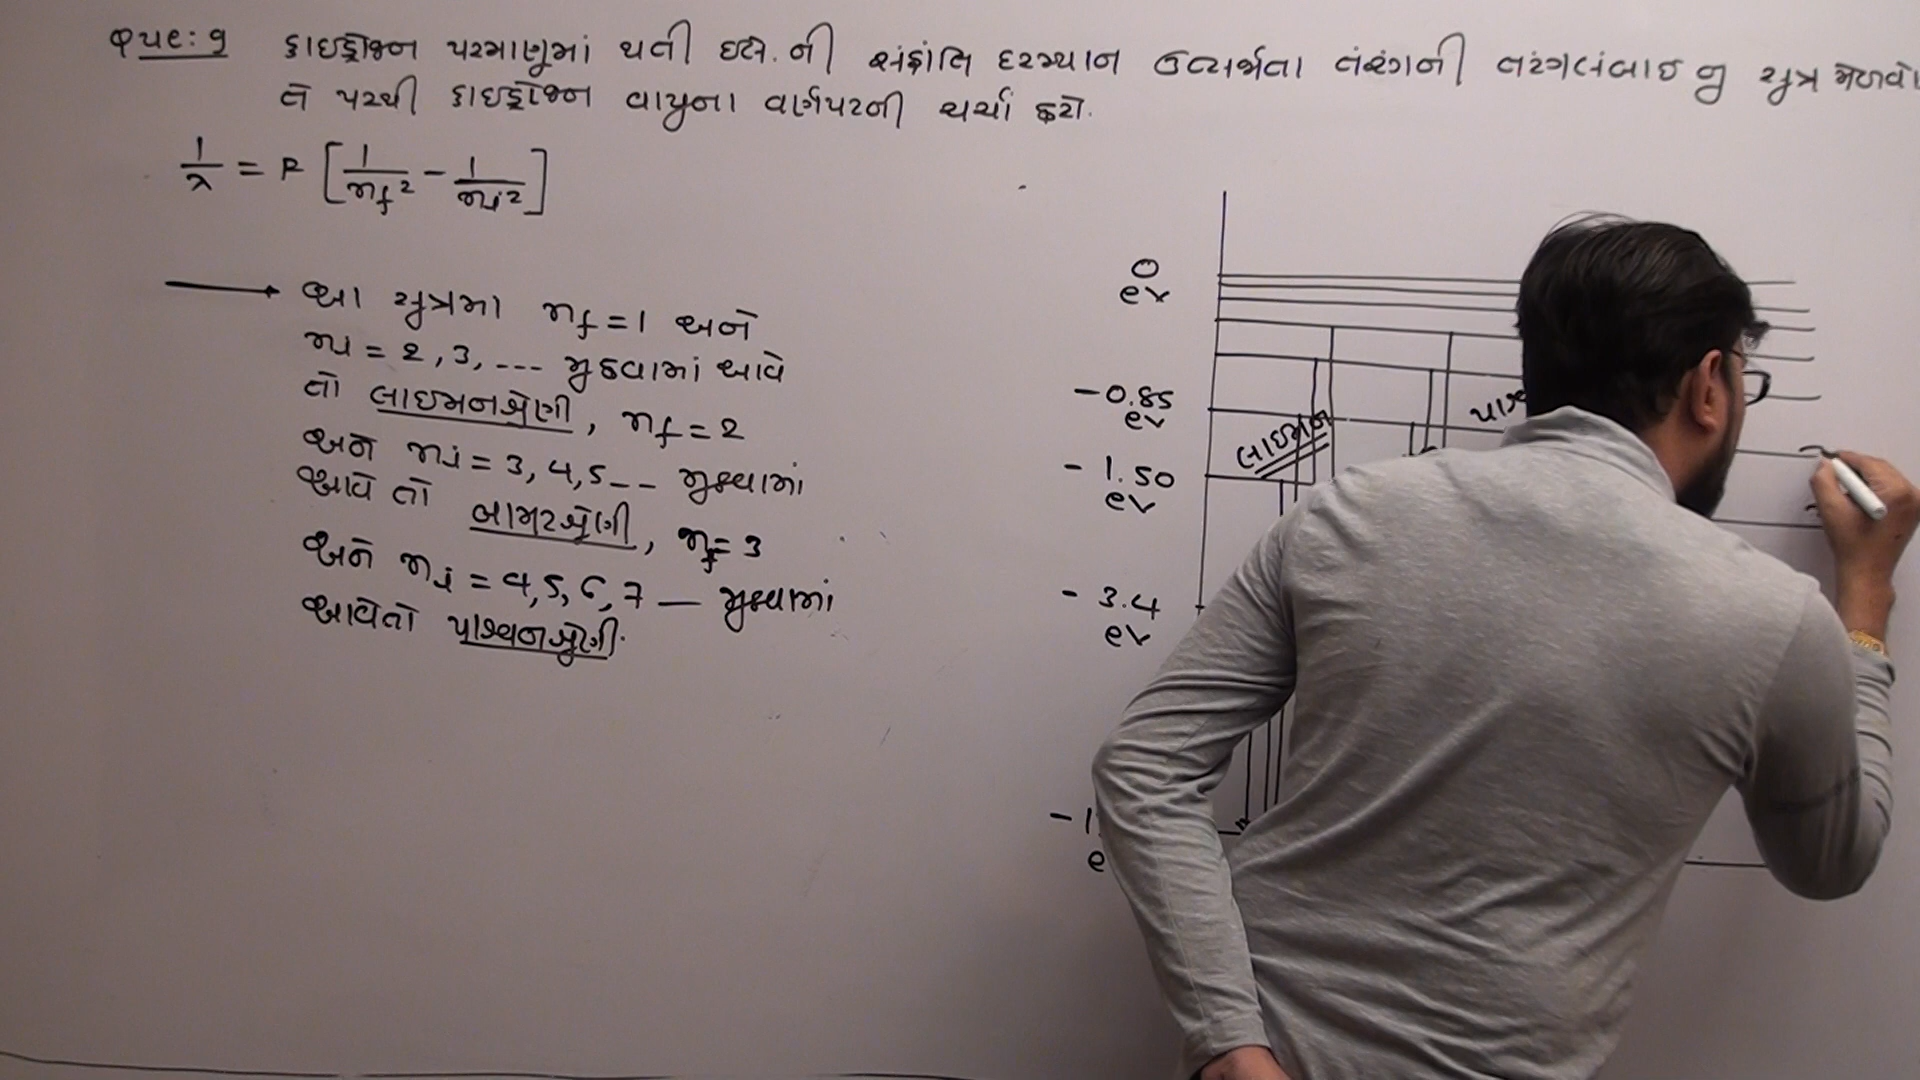 પ્રશ્ન: ૧ હાઇડ્રોજન પરમાણુમાં થતી ઇલે. ની સંક્રાંતિ દરમ્યાન ઉત્સર્જતા તંરંગની તરંગલંબાઇ નુ સુત્ર મેળવો
તે પરથી હાઇડ્રોજન વાયુના વર્ણપટની ચર્ચા કરો.
1/λ = R [1/nf² - 1/ni²]
→ આ સુત્રમા nf = 1 અને
ni = 2, 3, --- મુકવામાં આવે
તો લાઇમનશ્રેણી, nf = 2
અને ni = 3, 4, 5 -- મુકવામાં
આવે તો બામરશ્રેણી, nf = 3
અને ni = 4, 5, 6, 7 — મુકવામાં
આવેતો પાશ્ચનશ્રેણી.
0
ev
-0.85
ev
-1.50
ev
-3.4
ev
લાઇમન